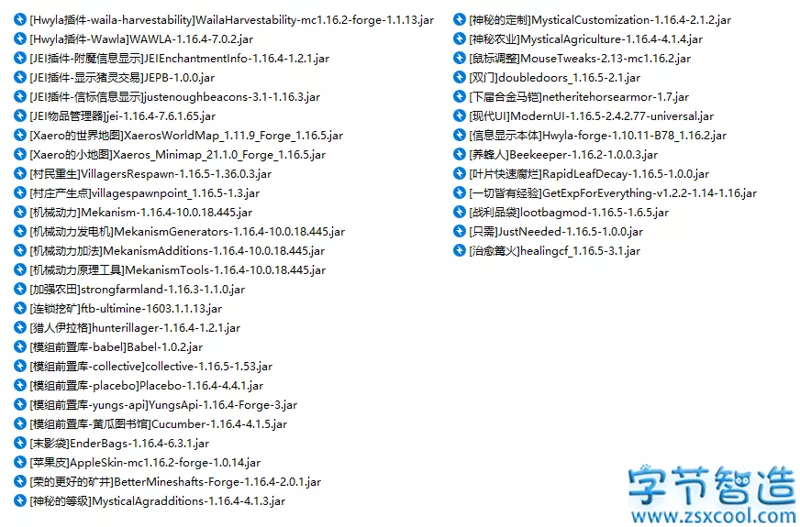 [Hwyla插件-waila-harvestability]WailaHarvestability-mc1.16.2-forge-1.1.13.jar
[Hwyla插件-Wawla]WAWLA-1.16.4-7.0.2.jar
[JEI插件-附魔信息显示]JEIEnchantmentInfo-1.16.4-1.2.1.jar
[JEI插件-显示猪灵交易]JEPB-1.0.0.jar
[JEI插件-信标信息显示]justenoughbeacons-3.1-1.16.3.jar
[JEI物品管理器]jei-1.16.4-7.6.1.65.jar
[Xaero的世界地图]XaerosWorldMap_1.11.9_Forge_1.16.5.jar
[Xaero的小地图]Xaeros_Minimap_21.1.0_Forge_1.16.5.jar
[村民重生]VillagersRespawn-1.16.5-1.36.0.3.jar
[村庄产生点]villagespawnpoint_1.16.5-1.3.jar
[机械动力]Mekanism-1.16.4-10.0.18.445.jar
[机械动力发电机]MekanismGenerators-1.16.4-10.0.18.445.jar
[机械动力加法]MekanismAdditions-1.16.4-10.0.18.445.jar
[机械动力原理工具]MekanismTools-1.16.4-10.0.18.445.jar
[加强农田]strongfarmland-1.16.3-1.1.0.jar
[连锁挖矿]ftb-ultimine-1603.1.1.13.jar
[猎人伊拉格]hunterillager-1.16.4-1.2.1.jar
[模组前置库-babel]Babel-1.0.2.jar
[模组前置库-collective]collective-1.16.5-1.53.jar
[模组前置库-placebo]Placebo-1.16.4-4.4.1.jar
[模组前置库-yungs-api]YungsApi-1.16.4-Forge-3.jar
[模组前置库-黄瓜图书馆]Cucumber-1.16.4-4.1.5.jar
[末影袋]EnderBags-1.16.4-6.3.1.jar
[苹果皮]AppleSkin-mc1.16.2-forge-1.0.14.jar
[荣的更好的矿井]BetterMineshafts-Forge-1.16.4-2.0.1.jar
[神秘的等级]MysticalAgradditions-1.16.4-4.1.3.jar
[神秘的定制]MysticalCustomization-1.16.4-2.1.2.jar
[神秘农业]MysticalAgriculture-1.16.4-4.1.4.jar
[鼠标调整]MouseTweaks-2.13-mc1.16.2.jar
[双门]doubledoors_1.16.5-2.1.jar
[下届合金马铠]netheritehorsearmor-1.7.jar
[现代UI]ModernUI-1.16.5-2.4.2.77-universal.jar
[信息显示本体]Hwyla-forge-1.10.11-B78_1.16.2.jar
[养蜂人]Beekeeper-1.16.2-1.0.0.3.jar
[叶片快速腐烂]RapidLeafDecay-1.16.5-1.0.0.jar
[一切皆有经验]GetExpForEverything-v1.2.2-1.14-1.16.jar
[战利品袋]lootbagmod-1.16.5-1.6.5.jar
[只需]JustNeeded-1.16.5-1.0.0.jar
[治愈篝火]healingcf_1.16.5-3.1.jar
字节智造
www.zsxcool.com